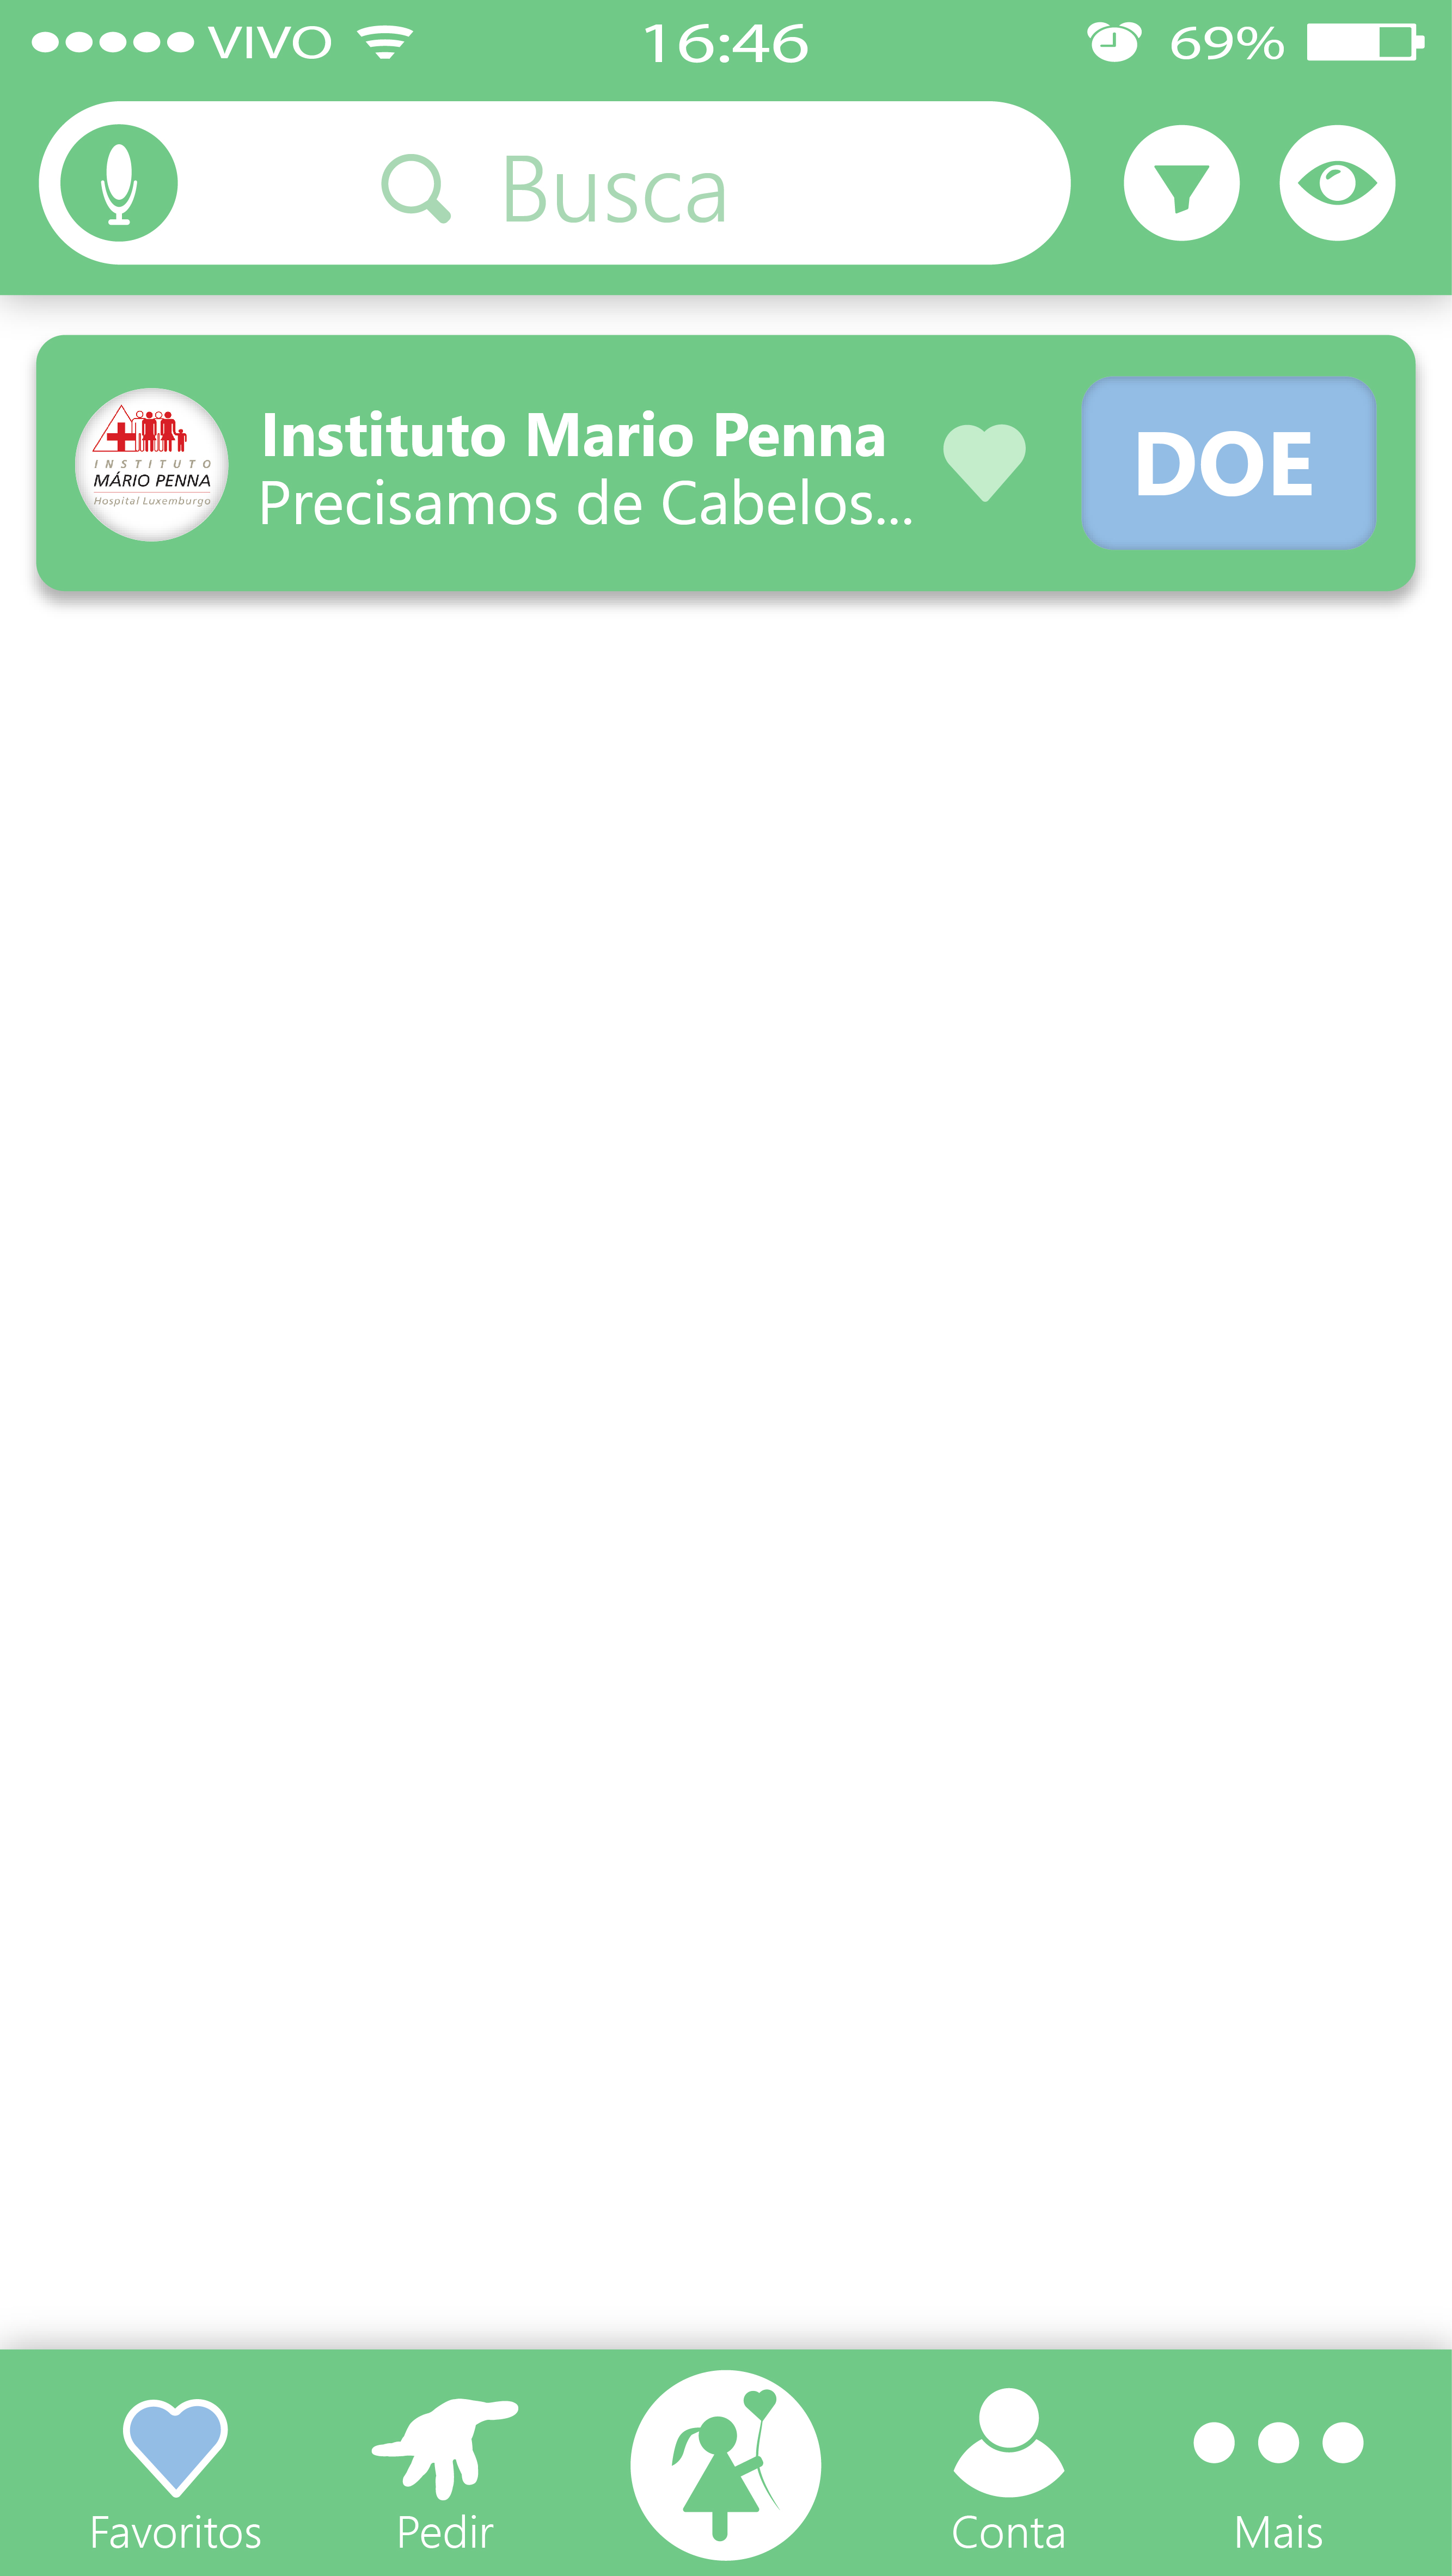 VIVO 16:46 69%
Busca
Instituto Mario Penna
Precisamos de Cabelos...
DOE
INSTITUTO
MÁRIO PENNA
Hospital Luxemburgo
Favoritos Pedir Conta Mais